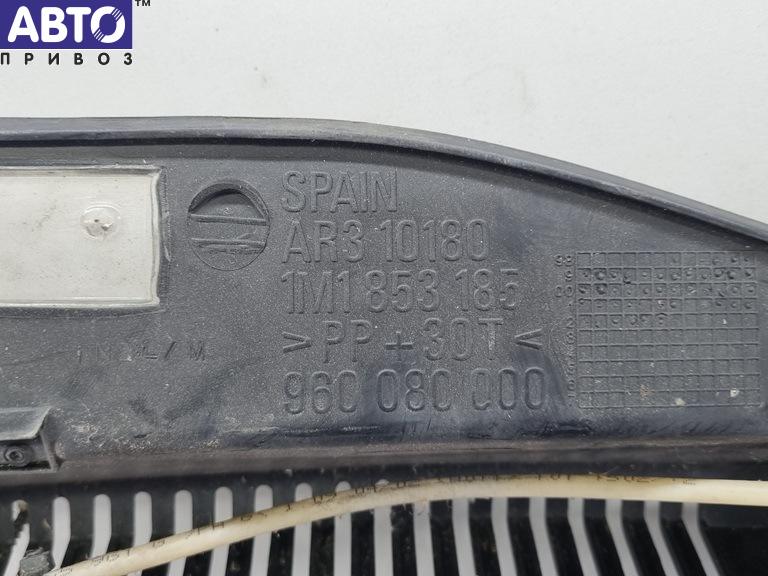 АВТО
ПРИВОЗ
SPAIN
AR3 10180
1M1 853 185
>PP+30T<
960 080 000